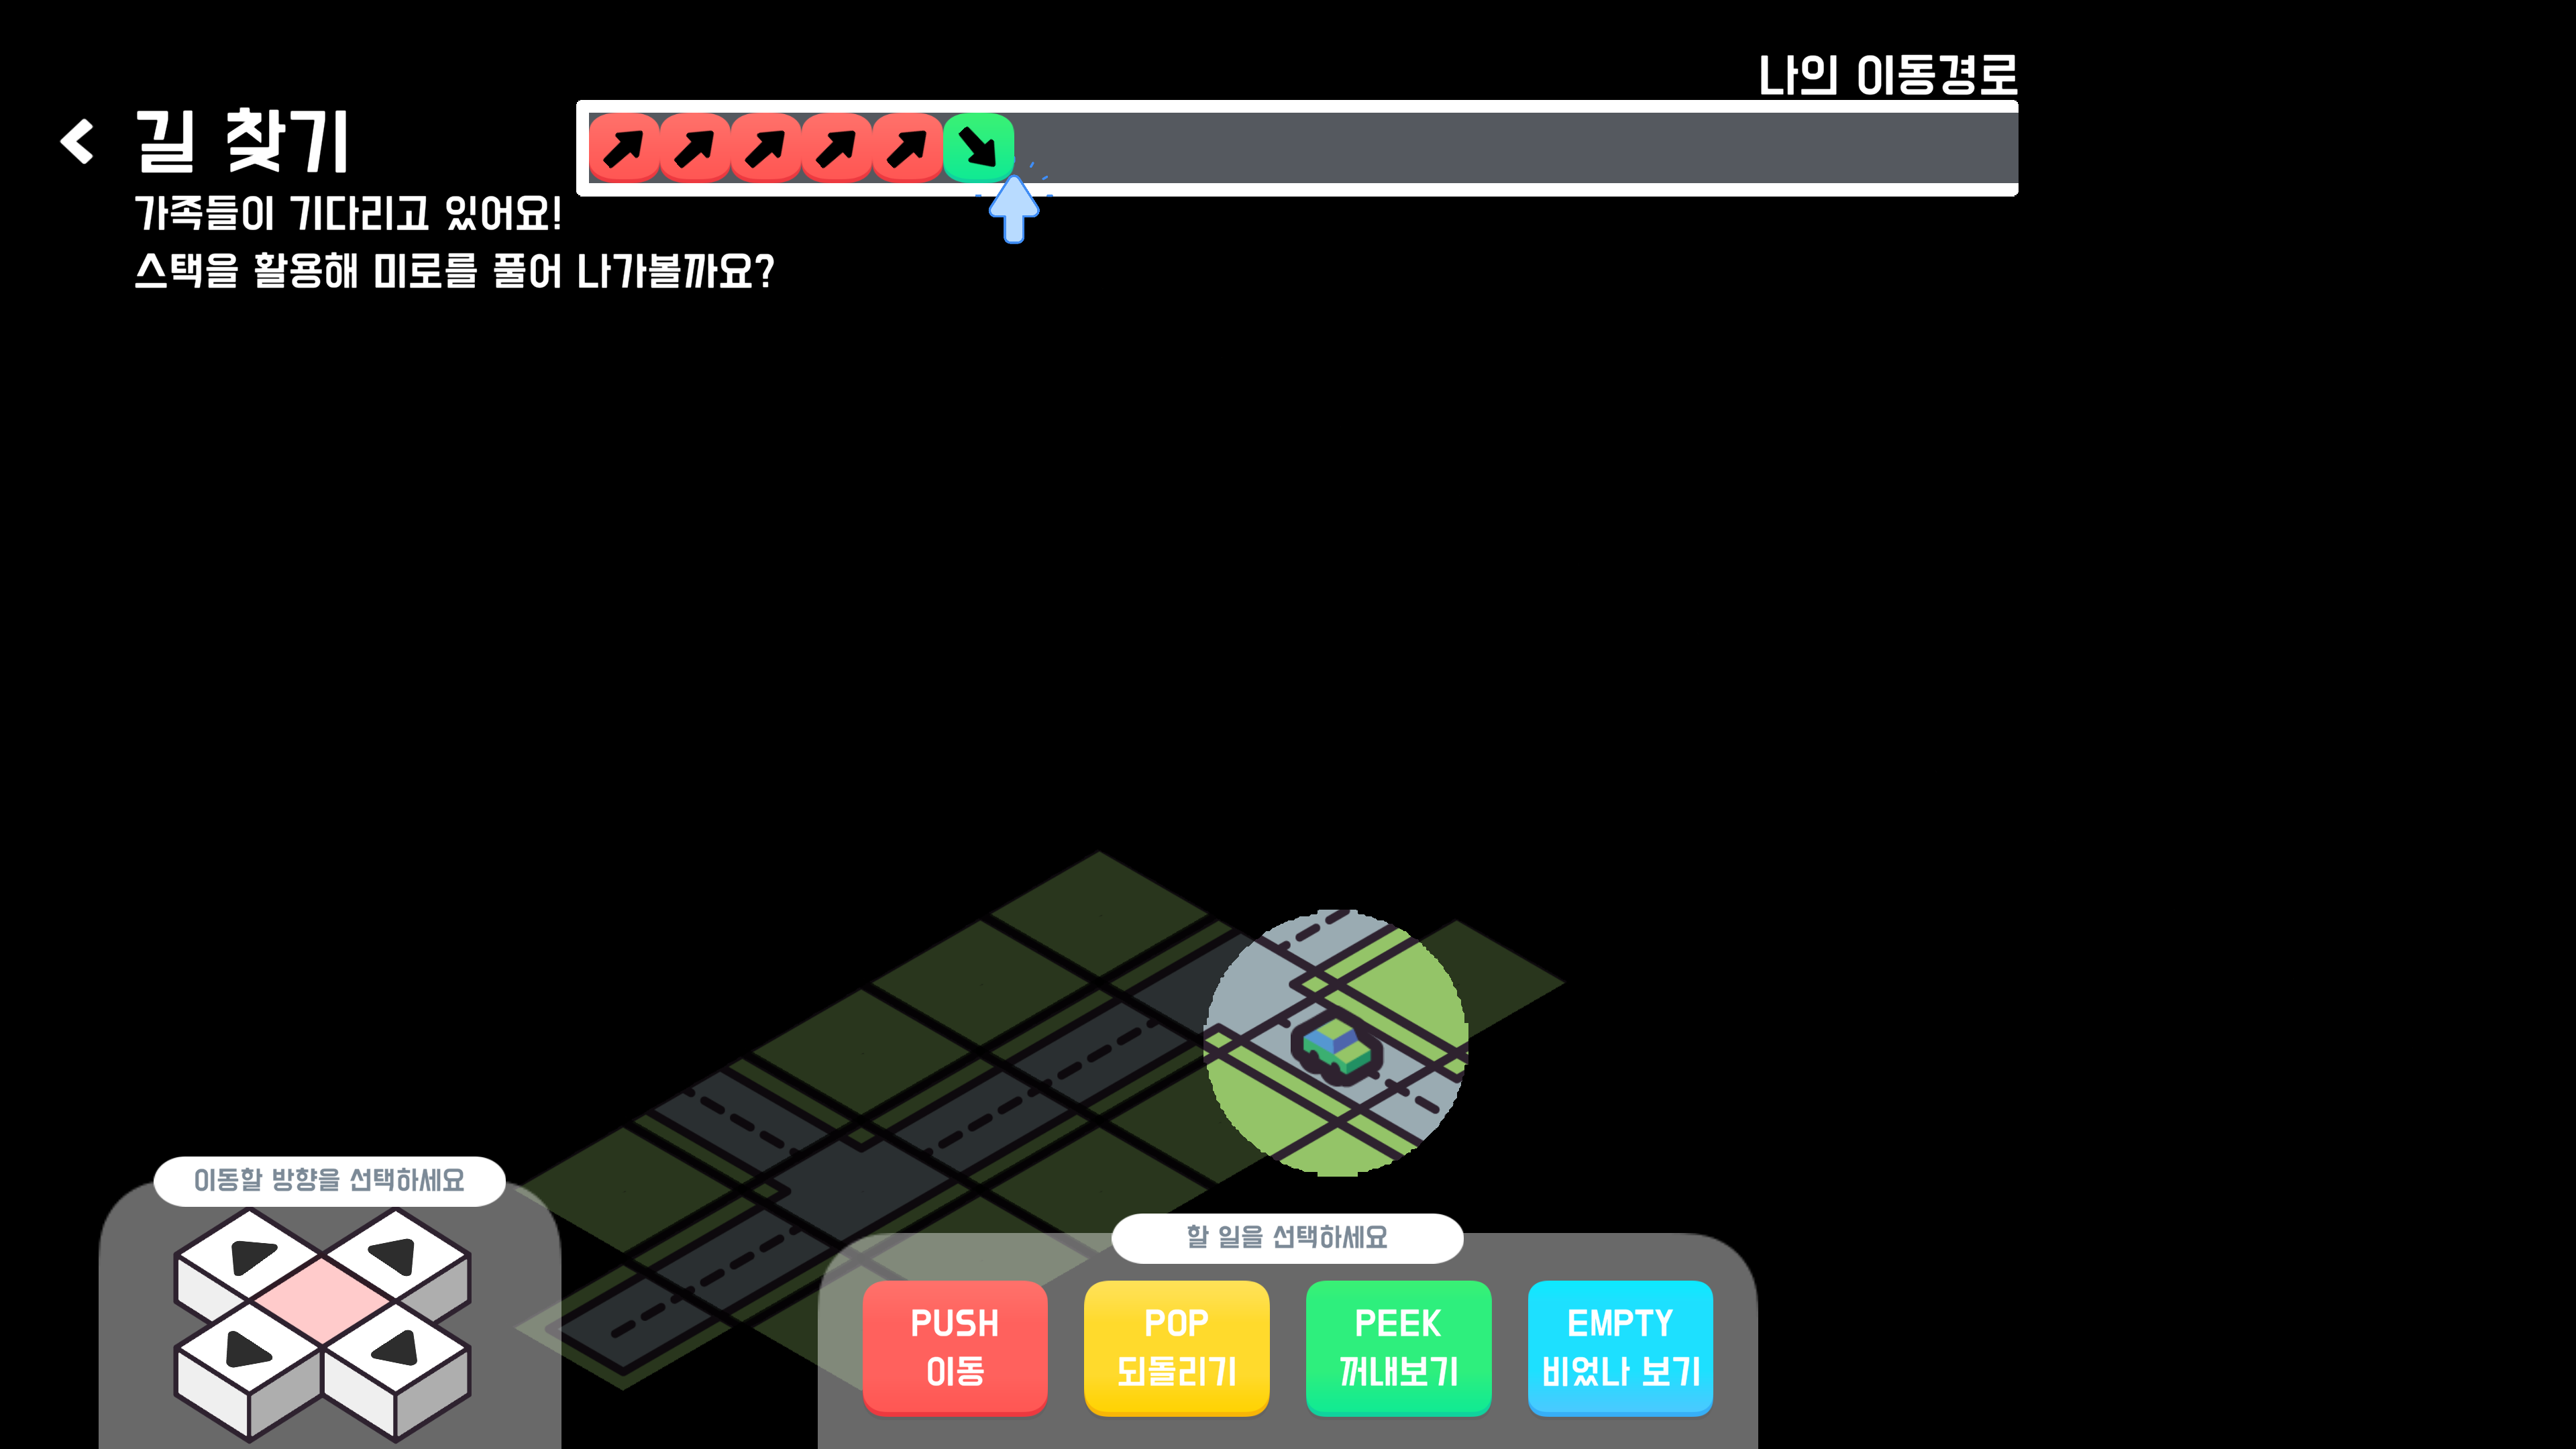 나의 이동경로
길 찾기
가족들이 기다리고 있어요!
스택을 활용해 미로를 풀어 나가볼까요?
이동할 방향을 선택하세요
할 일을 선택하세요
PUSH
이동
POP
되돌리기
PEEK
꺼내보기
EMPTY
비었나 보기